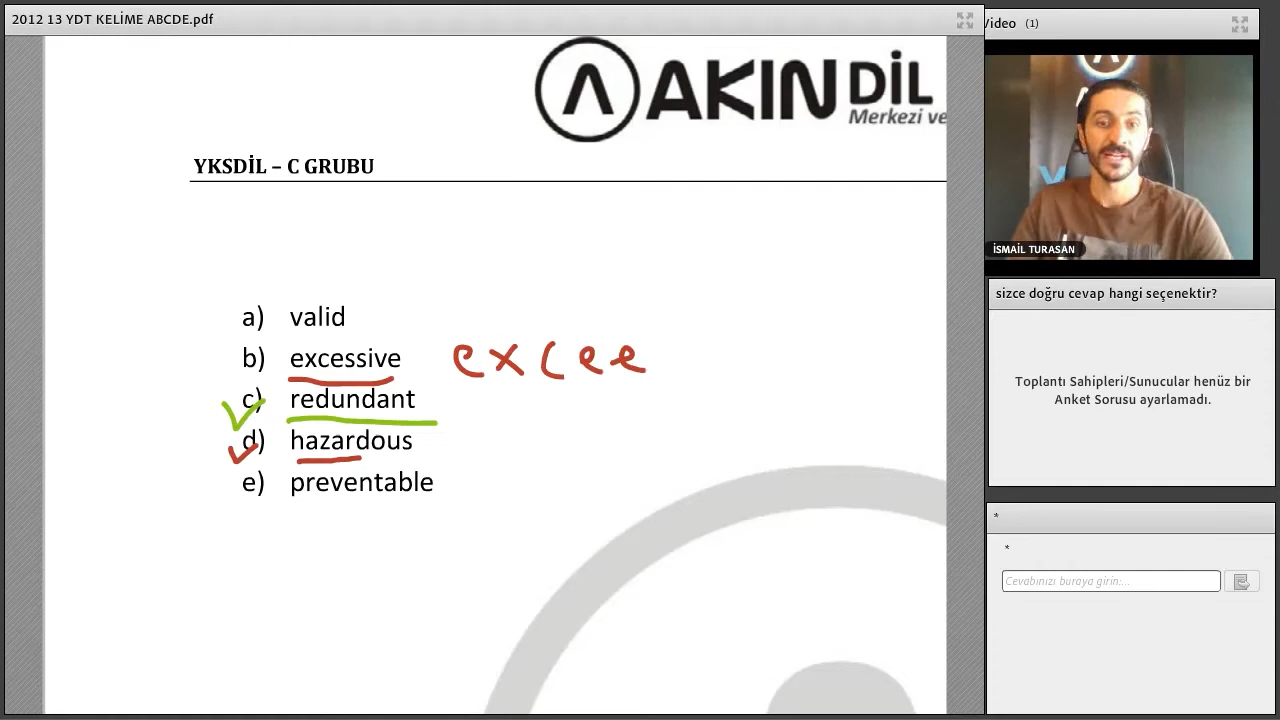 2012 13 YDT KELİME ABCDE.pdf
Video (1)
AKIN DİL
Merkezi ve
YKSDİL – C GRUBU
İSMAİL TURASAN
sizce doğru cevap hangi seçenektir?
a) valid
b) excessive excee
c) redundant
d) hazardous
e) preventable
Toplantı Sahipleri/Sunucular henüz bir
Anket Sorusu ayarlamadı.
*
*
Cevabınızı buraya girin:...